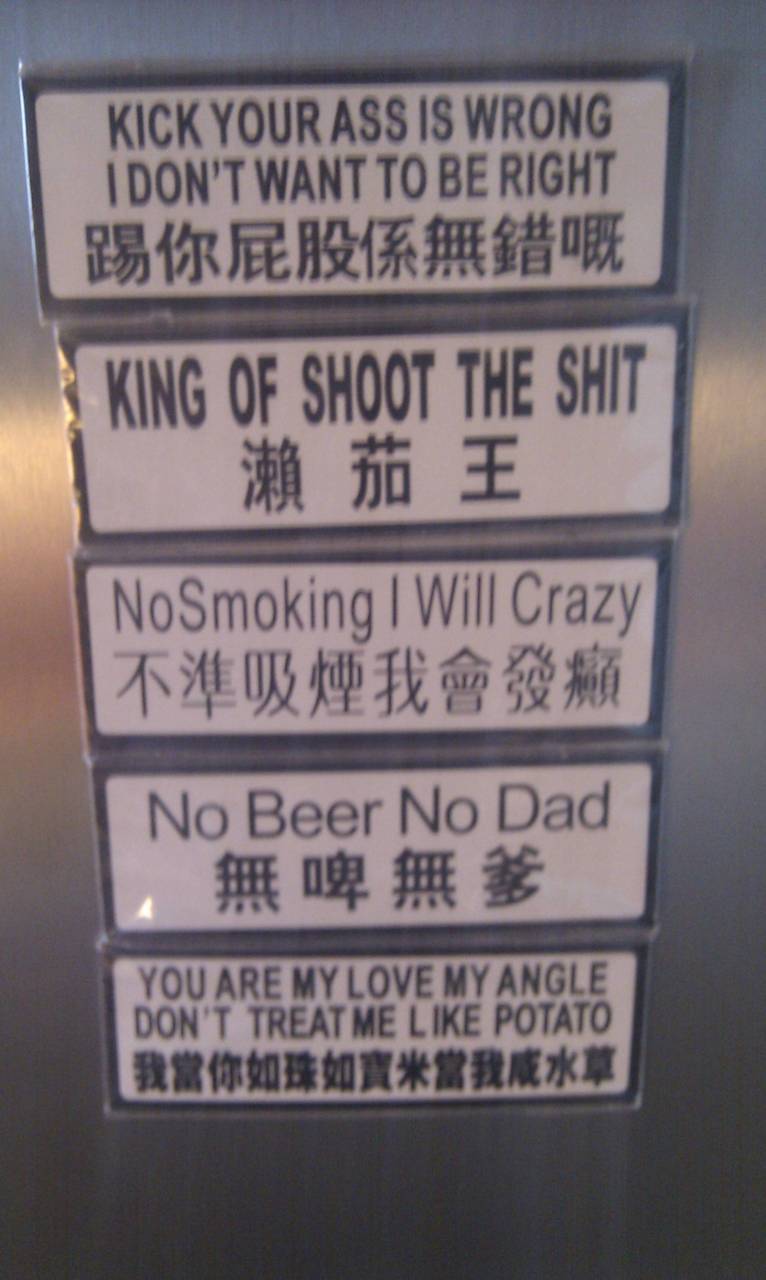 KICK YOUR ASS IS WRONG
I DON'T WANT TO BE RIGHT
踢你屁股係無錯嘅
KING OF SHOOT THE SHIT
瀨茄王
NoSmoking I Will Crazy
不準吸煙我會發癲
No Beer No Dad
無啤無爹
YOU ARE MY LOVE MY ANGLE
DON'T TREAT ME LIKE POTATO
我當你如珠如寶米當我咸水草